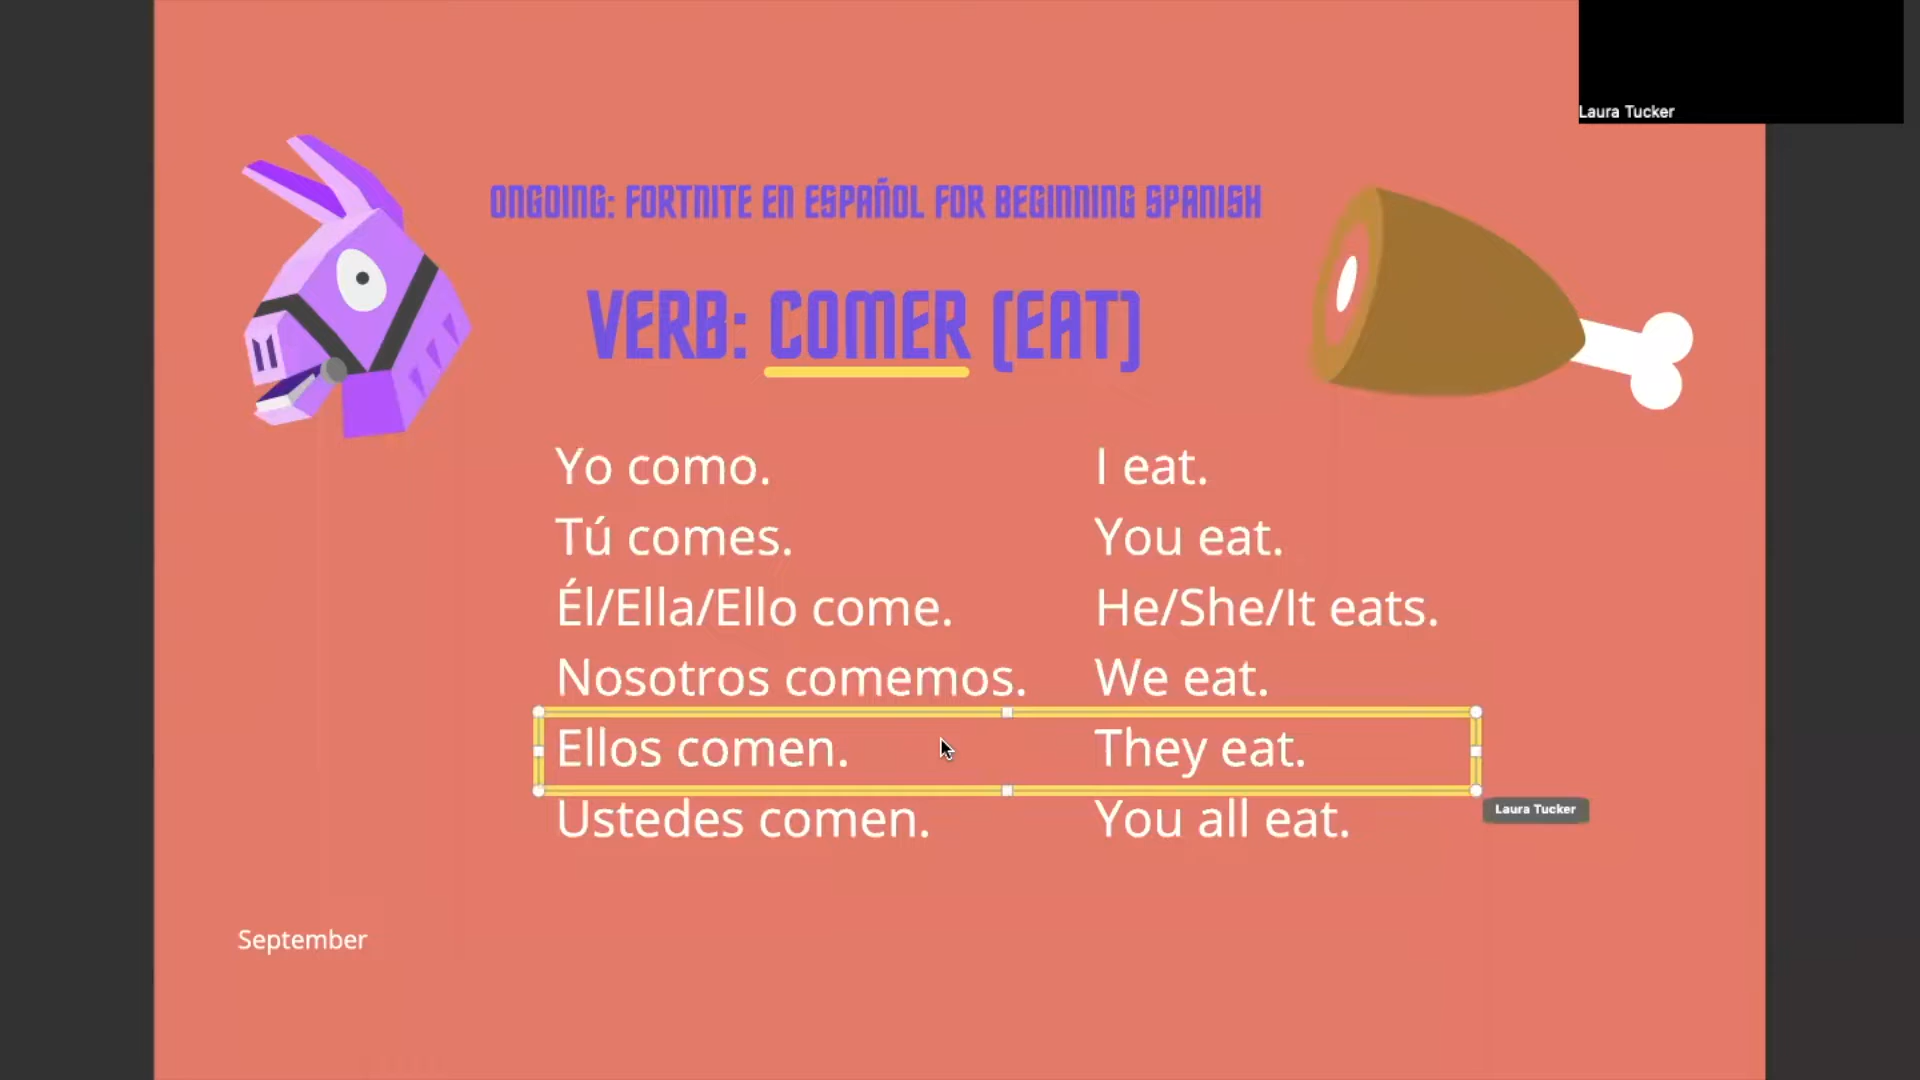 Laura Tucker
ONGOING: FORTNITE EN ESPAÑOL FOR BEGINNING SPANISH
VERB: COMER (EAT)
Yo como. I eat.
Tú comes. You eat.
Él/Ella/Ello come. He/She/It eats.
Nosotros comemos. We eat.
Ellos comen. They eat.
Laura Tucker
Ustedes comen. You all eat.
September